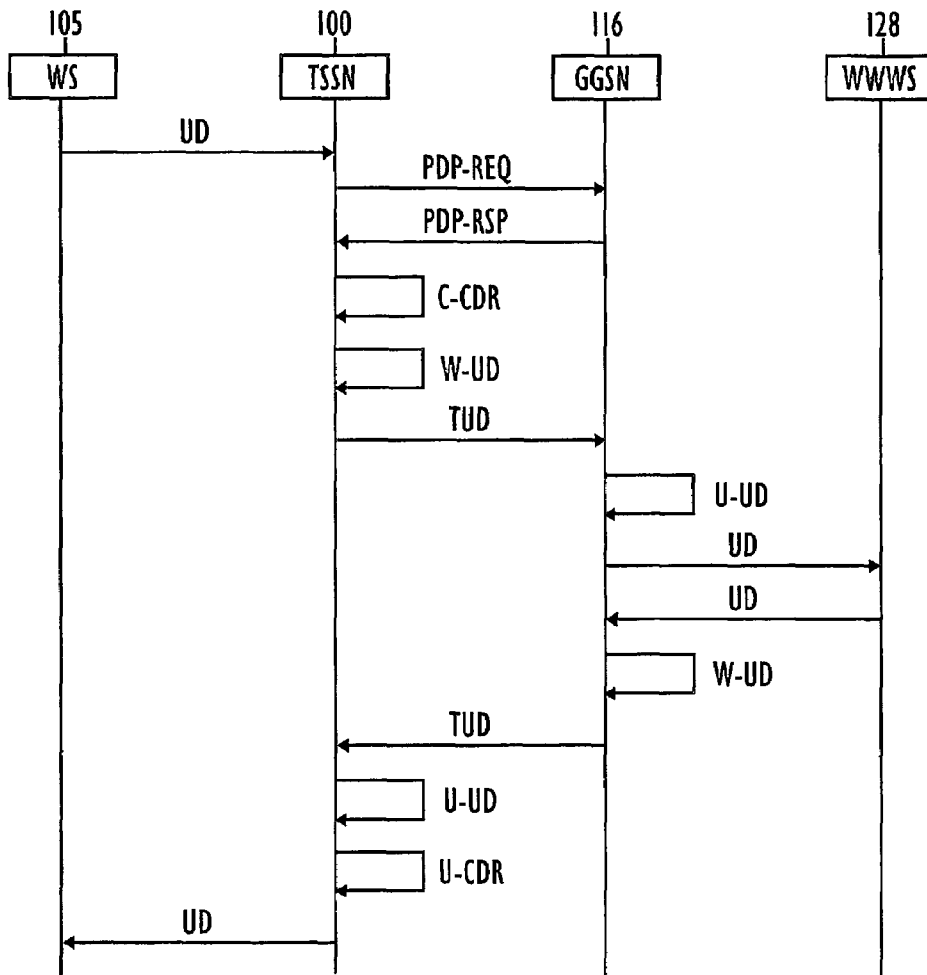 105 100 116 128
WS TSSN GGSN WWWS
UD
PDP-REQ
PDP-RSP
C-CDR
W-UD
TUD
U-UD
UD
UD
W-UD
TUD
U-UD
U-CDR
UD